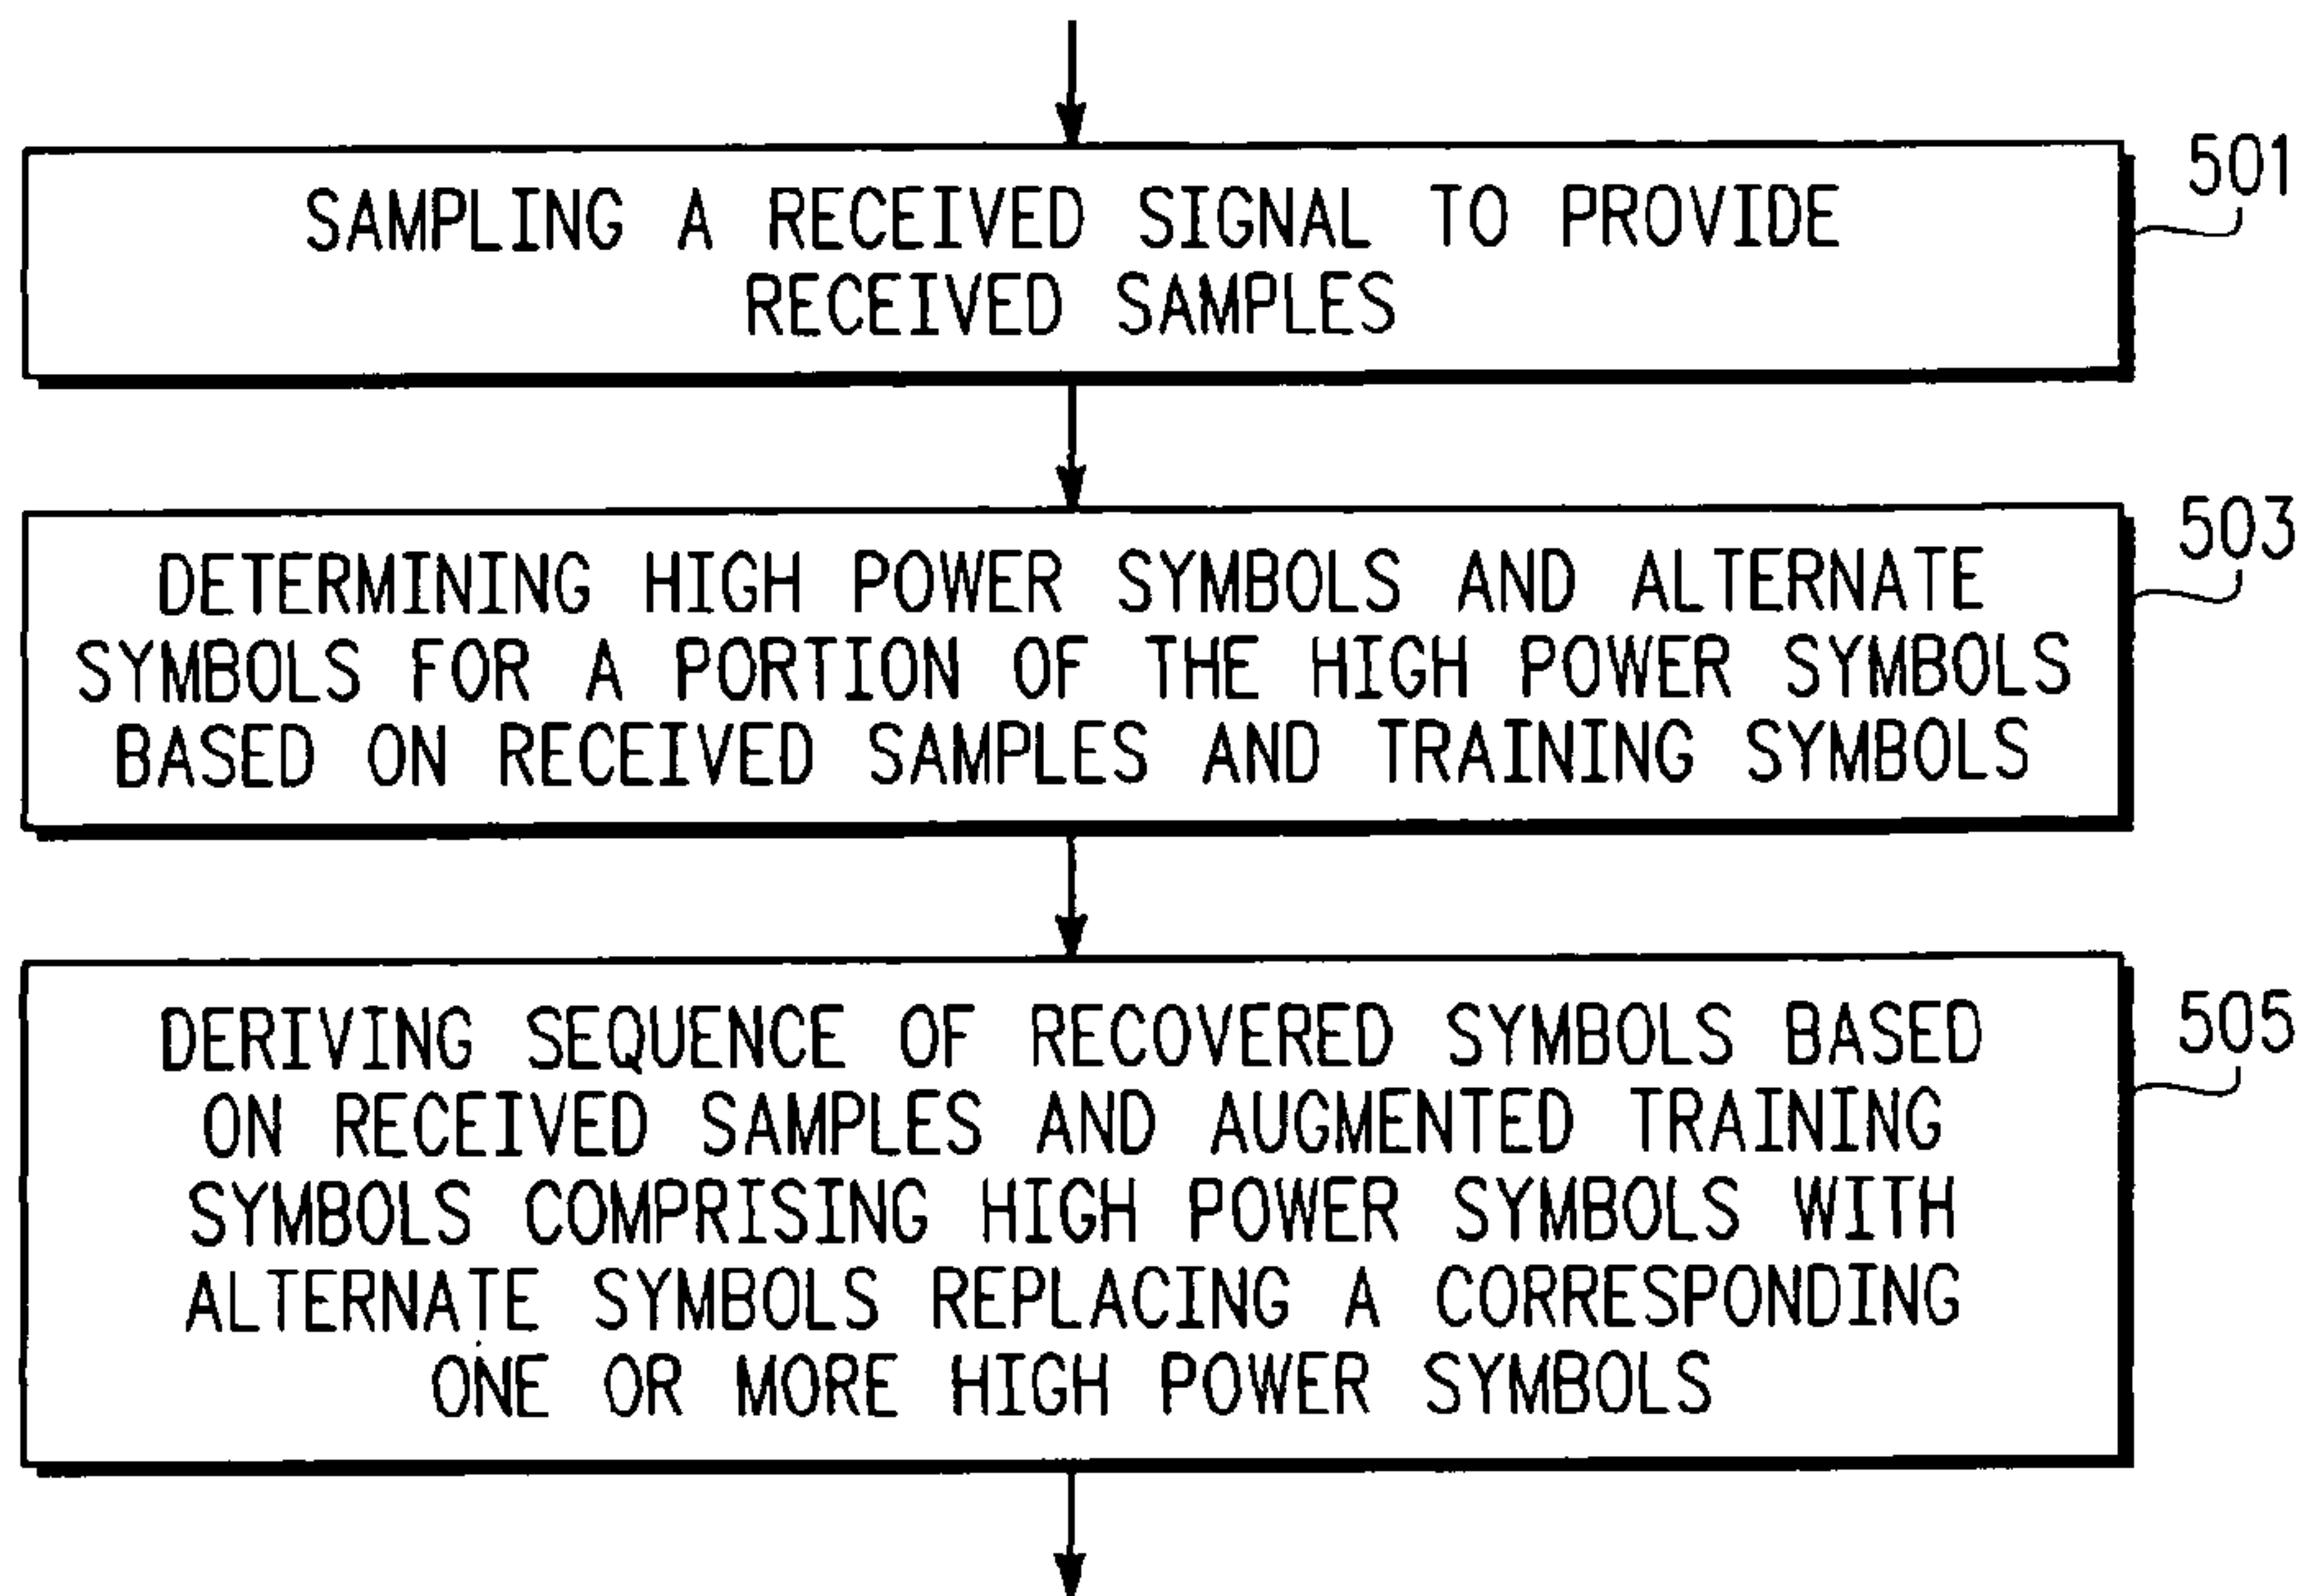 SAMPLING A RECEIVED SIGNAL TO PROVIDE
RECEIVED SAMPLES
501
DETERMINING HIGH POWER SYMBOLS AND ALTERNATE
SYMBOLS FOR A PORTION OF THE HIGH POWER SYMBOLS
BASED ON RECEIVED SAMPLES AND TRAINING SYMBOLS
503
DERIVING SEQUENCE OF RECOVERED SYMBOLS BASED
ON RECEIVED SAMPLES AND AUGMENTED TRAINING
SYMBOLS COMPRISING HIGH POWER SYMBOLS WITH
ALTERNATE SYMBOLS REPLACING A CORRESPONDING
ONE OR MORE HIGH POWER SYMBOLS
505